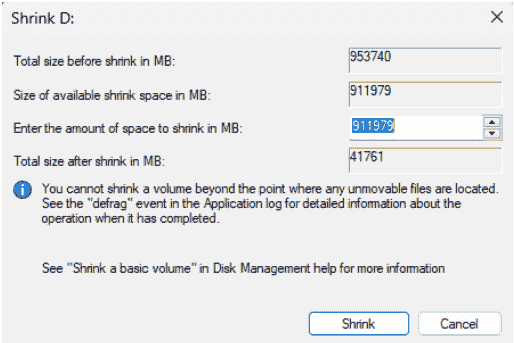 Shrink D:
Total size before shrink in MB: 953740
Size of available shrink space in MB: 911979
Enter the amount of space to shrink in MB: 911979
Total size after shrink in MB: 41761
You cannot shrink a volume beyond the point where any unmovable files are located.
See the "defrag" event in the Application log for detailed information about the
operation when it has completed.
See "Shrink a basic volume" in Disk Management help for more information
Shrink Cancel